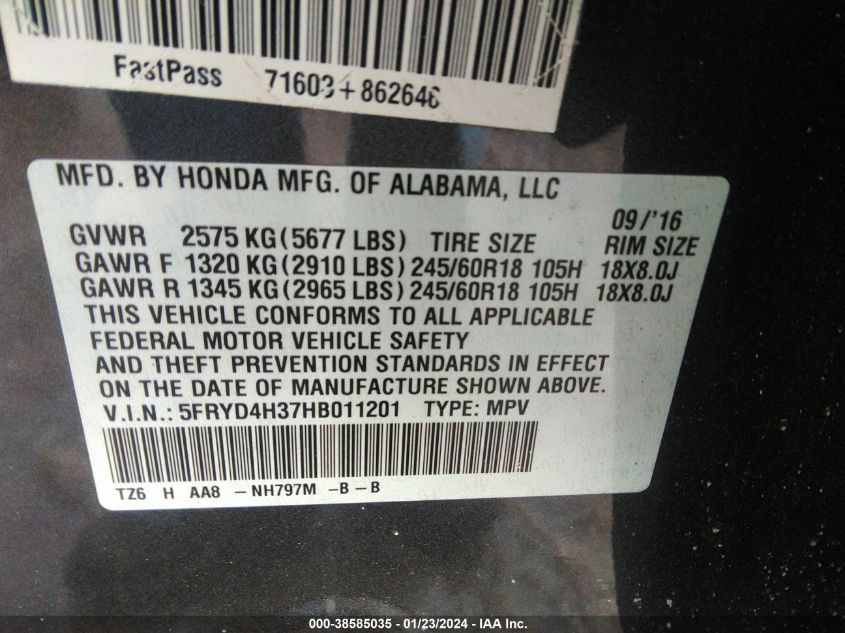 FastPass 71603+862646
MFD. BY HONDA MFG. OF ALABAMA, LLC
09/'16
GVWR 2575 KG (5677 LBS) TIRE SIZE RIM SIZE
GAWR F 1320 KG (2910 LBS) 245/60R18 105H 18X8.0J
GAWR R 1345 KG (2965 LBS) 245/60R18 105H 18X8.0J
THIS VEHICLE CONFORMS TO ALL APPLICABLE
FEDERAL MOTOR VEHICLE SAFETY
AND THEFT PREVENTION STANDARDS IN EFFECT
ON THE DATE OF MANUFACTURE SHOWN ABOVE.
V.I.N.: 5FRYD4H37HB011201 TYPE: MPV
TZ6 H AA8 -NH797M -B-B
000-38585035 - 01/23/2024 - IAA Inc.